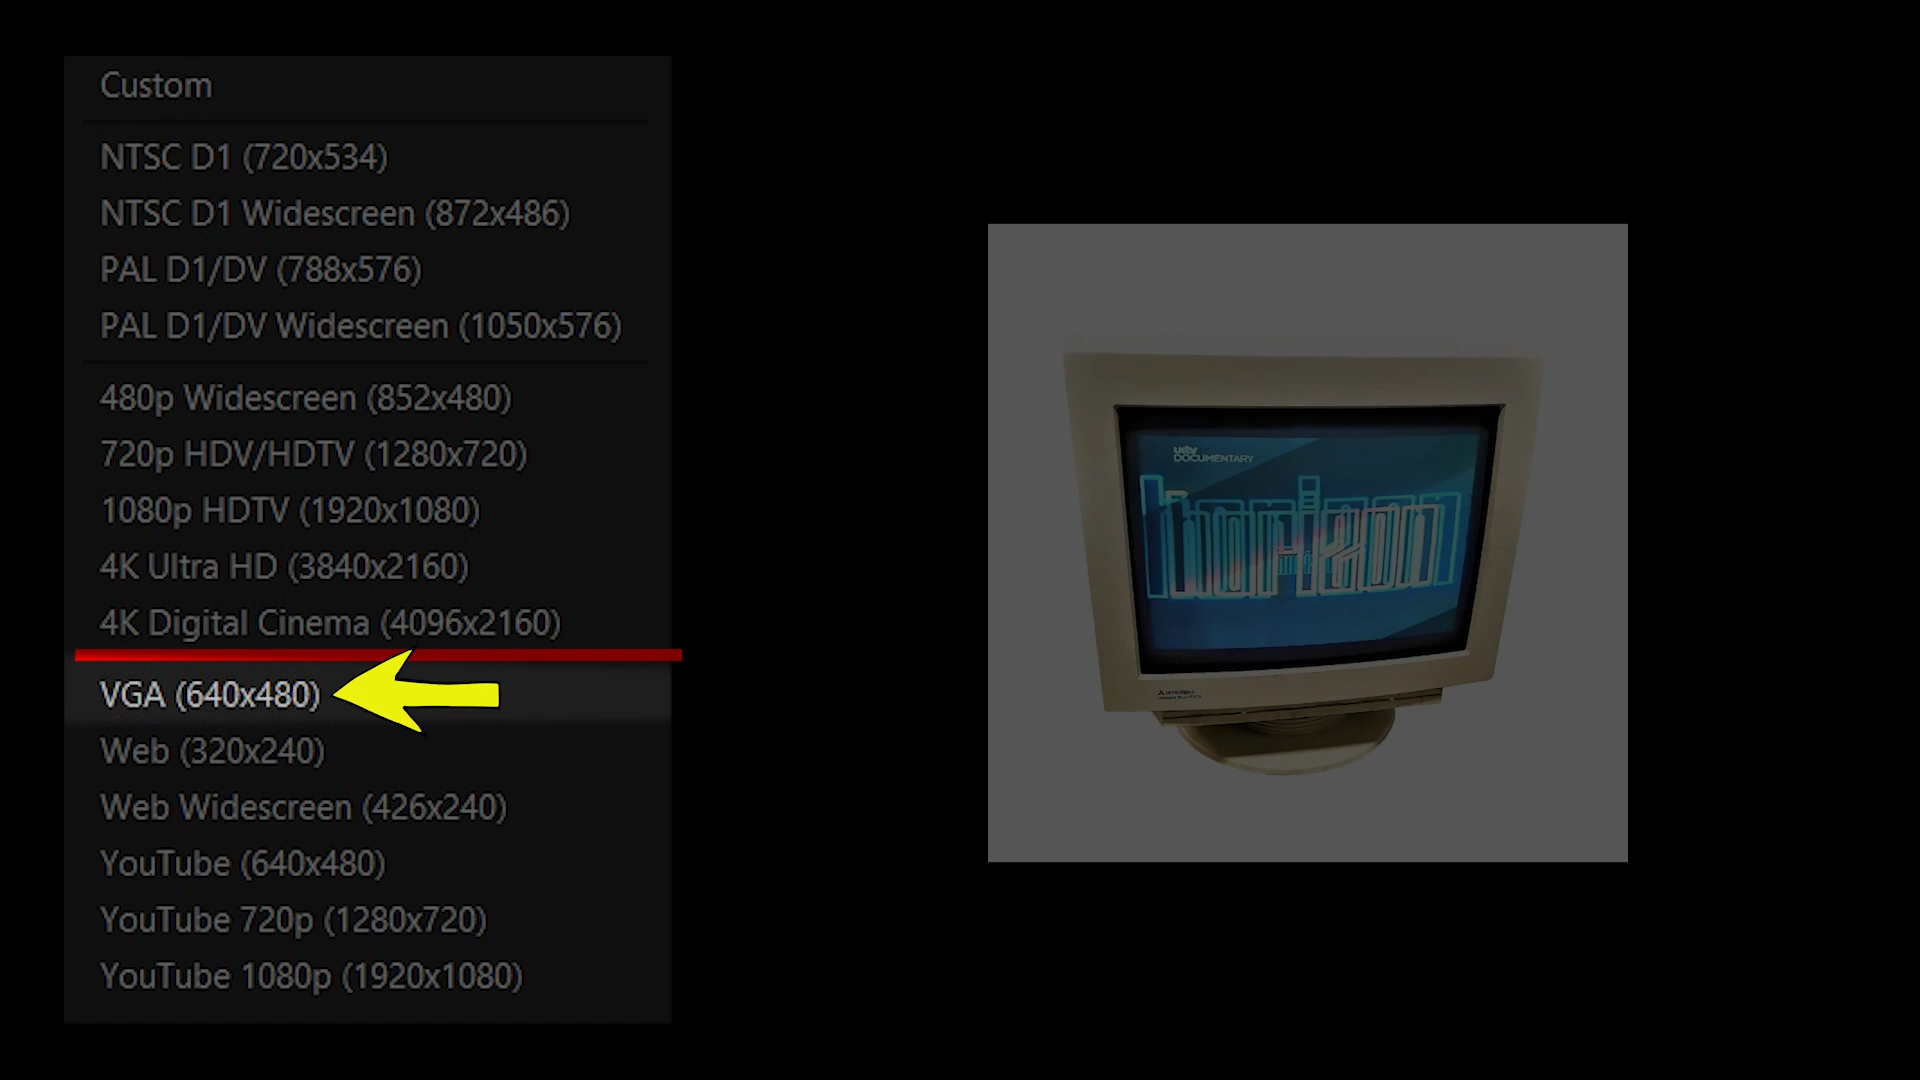 Custom
NTSC D1 (720x534)
NTSC D1 Widescreen (872x486)
PAL D1/DV (788x576)
PAL D1/DV Widescreen (1050x576)
480p Widescreen (852x480)
720p HDV/HDTV (1280x720)
1080p HDTV (1920x1080)
4K Ultra HD (3840x2160)
4K Digital Cinema (4096x2160)
VGA (640x480)
Web (320x240)
Web Widescreen (426x240)
YouTube (640x480)
YouTube 720p (1280x720)
YouTube 1080p (1920x1080)
DOCUMENTARY
horizon
MITSUBISHI